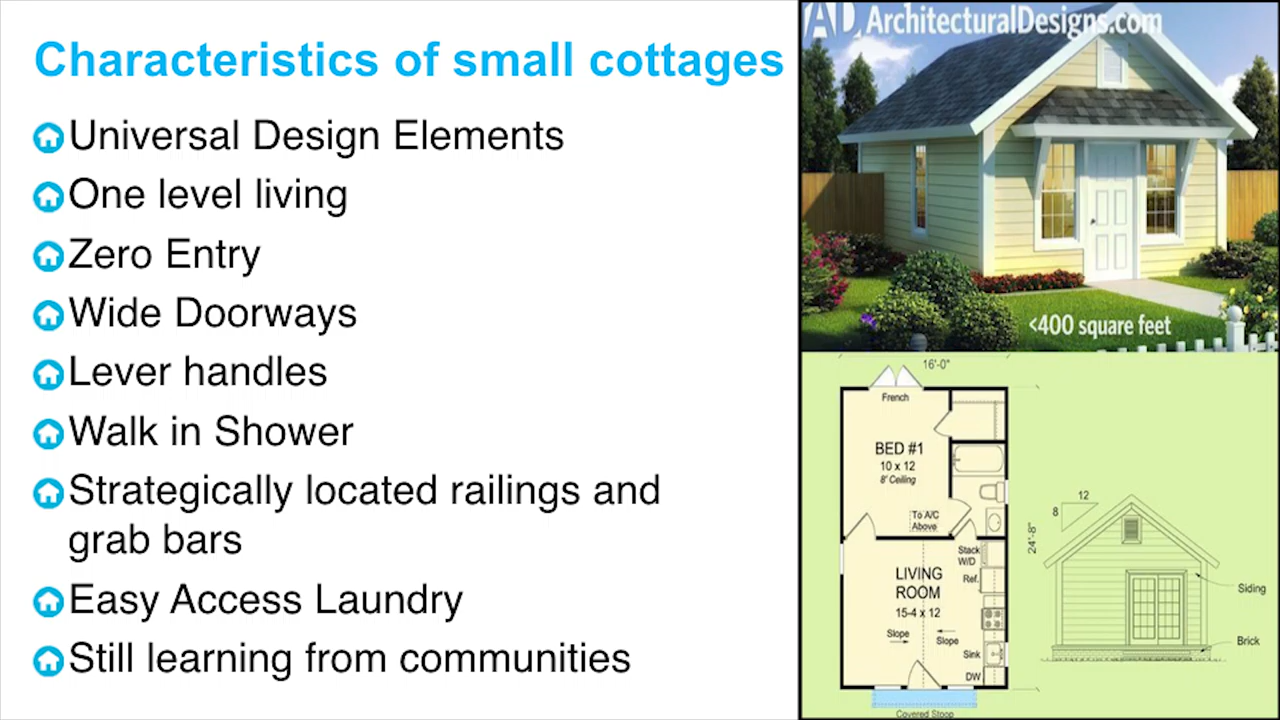 Characteristics of small cottages
Universal Design Elements
One level living
Zero Entry
Wide Doorways
Lever handles
Walk in Shower
Strategically located railings and
grab bars
Easy Access Laundry
Still learning from communities
AD ArchitecturalDesigns.com
<400 square feet
16'-0"
French
BED #1
10 x 12
8' Ceiling
To A/C
Above
24'-8"
Stack
W/D
Ref.
LIVING
ROOM
15-4 x 12
Slope
Slope
Sink
DW
Covered Stoop
12
8
Siding
Brick